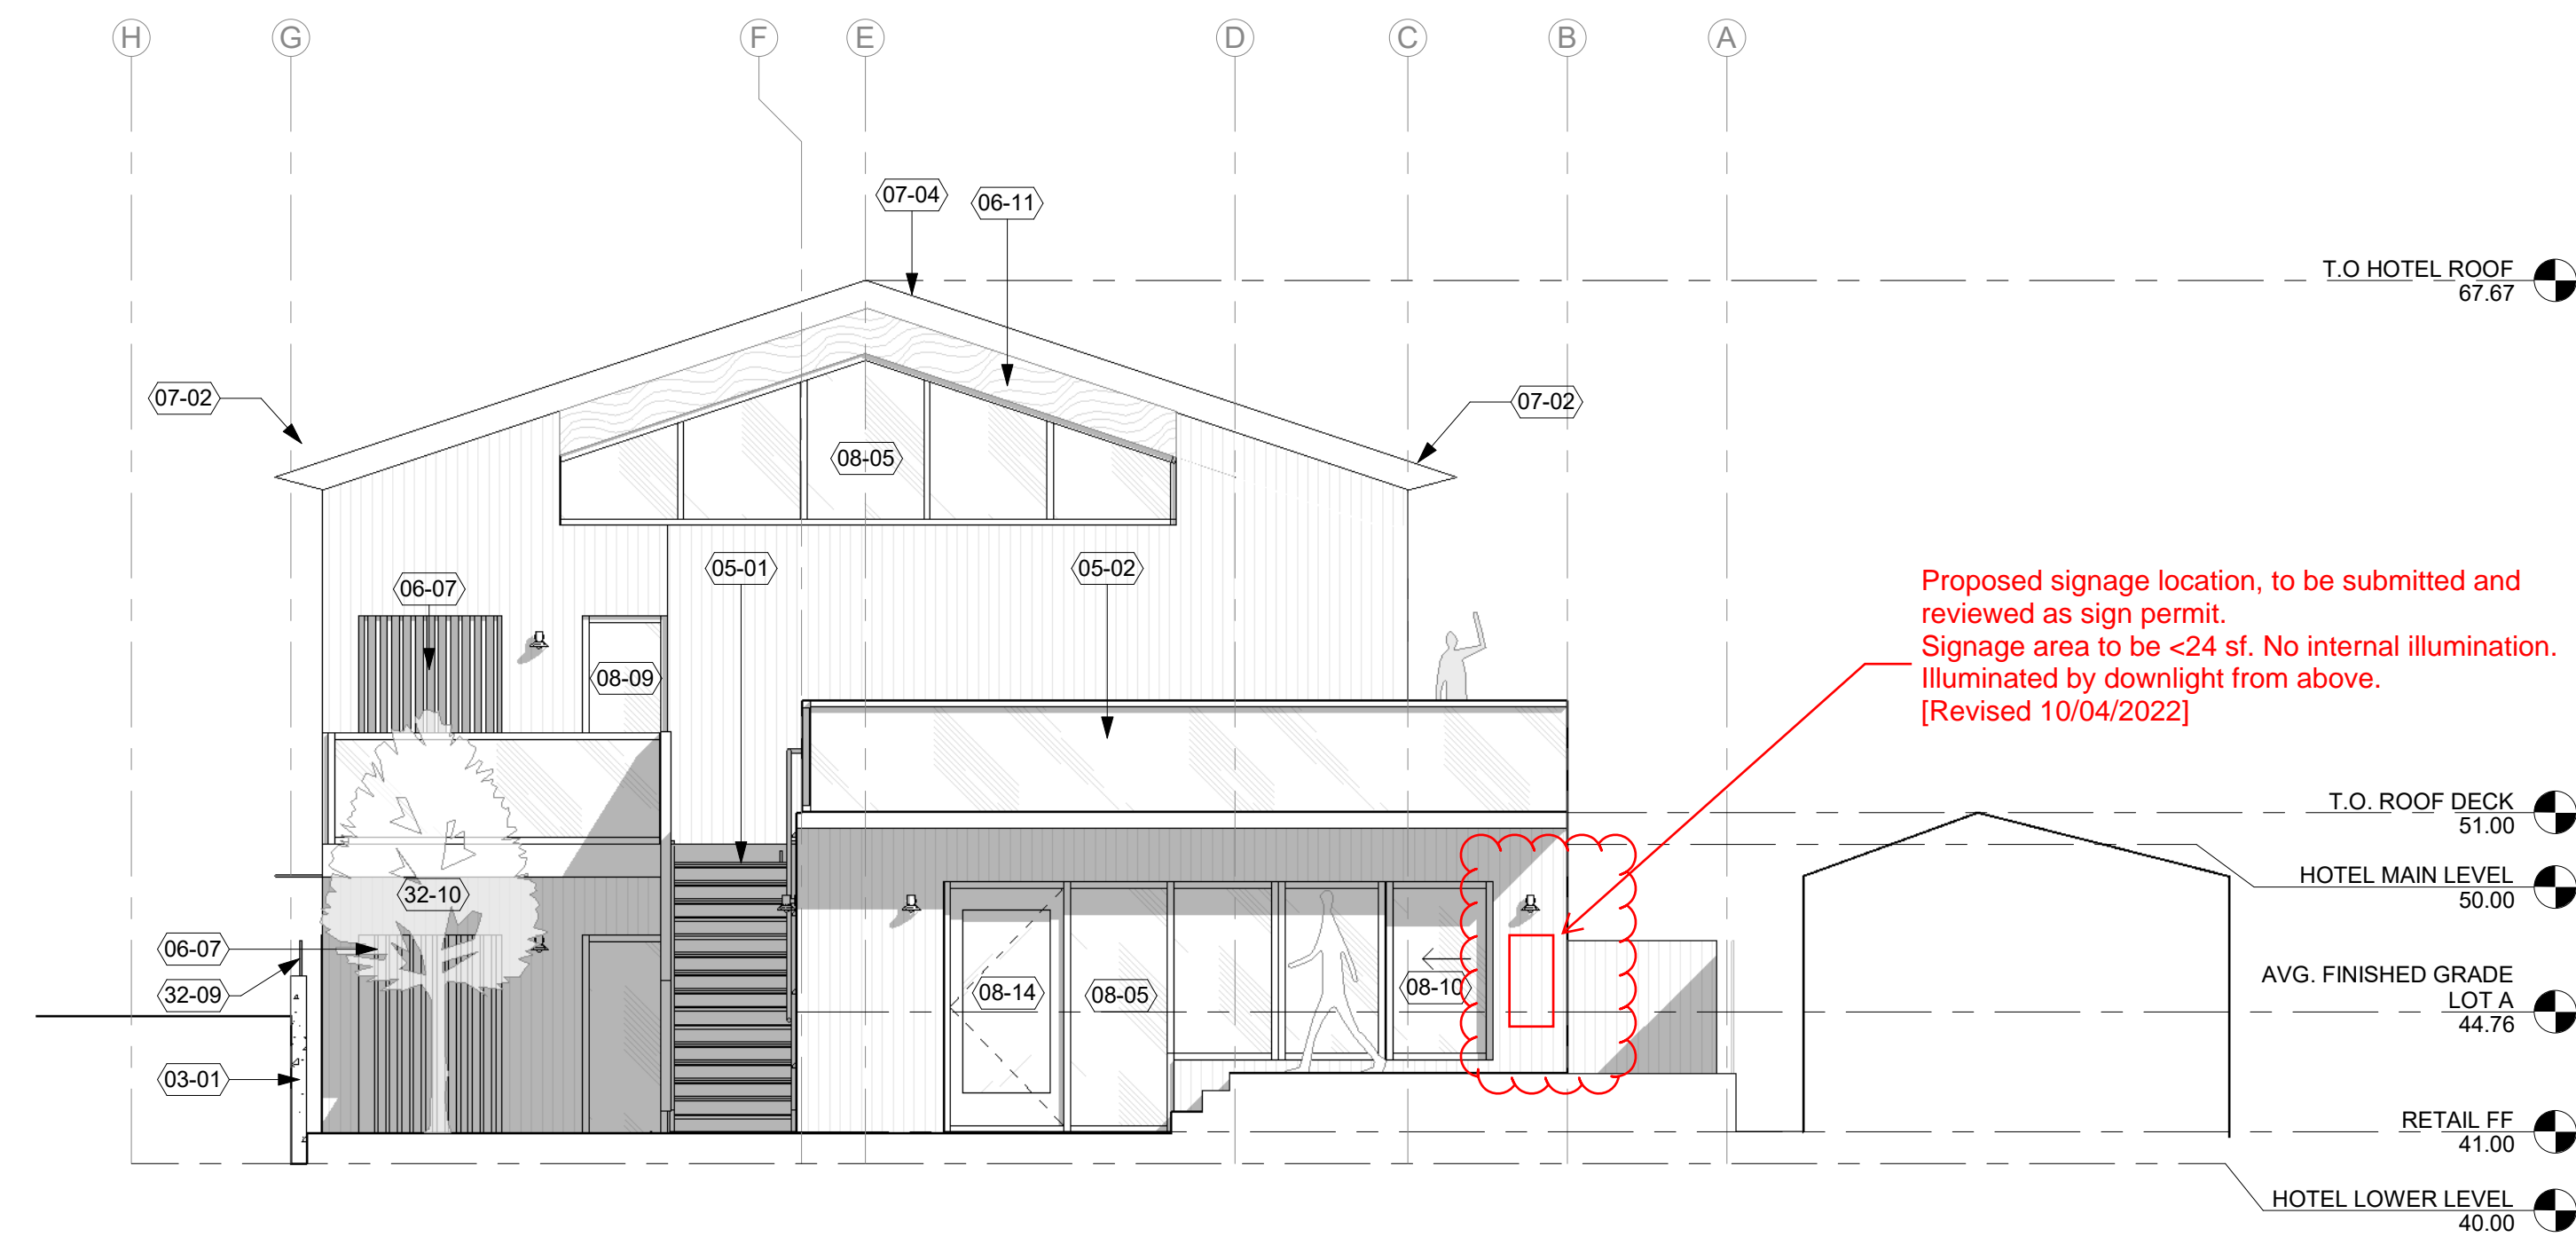 H G F E D C B A
07-04
06-11
T.O HOTEL ROOF
67.67
07-02
07-02
08-05
05-01
05-02
06-07
08-09
Proposed signage location, to be submitted and
reviewed as sign permit.
Signage area to be <24 sf. No internal illumination.
Illuminated by downlight from above.
[Revised 10/04/2022]
T.O. ROOF DECK
51.00
HOTEL MAIN LEVEL
50.00
32-10
06-07
32-09
08-14
08-05
08-10
AVG. FINISHED GRADE
LOT A
44.76
03-01
RETAIL FF
41.00
HOTEL LOWER LEVEL
40.00